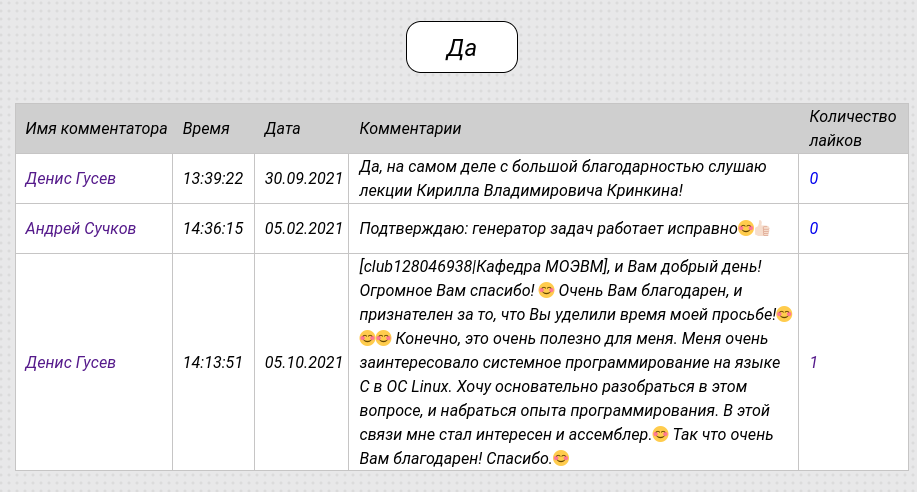 Да
Имя комментатора Время Дата Комментарии Количество лайков
Денис Гусев 13:39:22 30.09.2021 Да, на самом деле с большой благодарностью слушаю
лекции Кирилла Владимировича Кринкина! 0
Андрей Сучков 14:36:15 05.02.2021 Подтверждаю: генератор задач работает исправно😊👍🏻 0
Денис Гусев 14:13:51 05.10.2021 [club128046938|Кафедра МОЭВМ], и Вам добрый день!
Огромное Вам спасибо! 😊 Очень Вам благодарен, и
признателен за то, что Вы уделили время моей просьбе!😊
😊😊 Конечно, это очень полезно для меня. Меня очень
заинтересовало системное программирование на языке
С в ОС Linux. Хочу основательно разобраться в этом
вопросе, и набраться опыта программирования. В этой
связи мне стал интересен и ассемблер.😊 Так что очень
Вам благодарен! Спасибо.😊 1